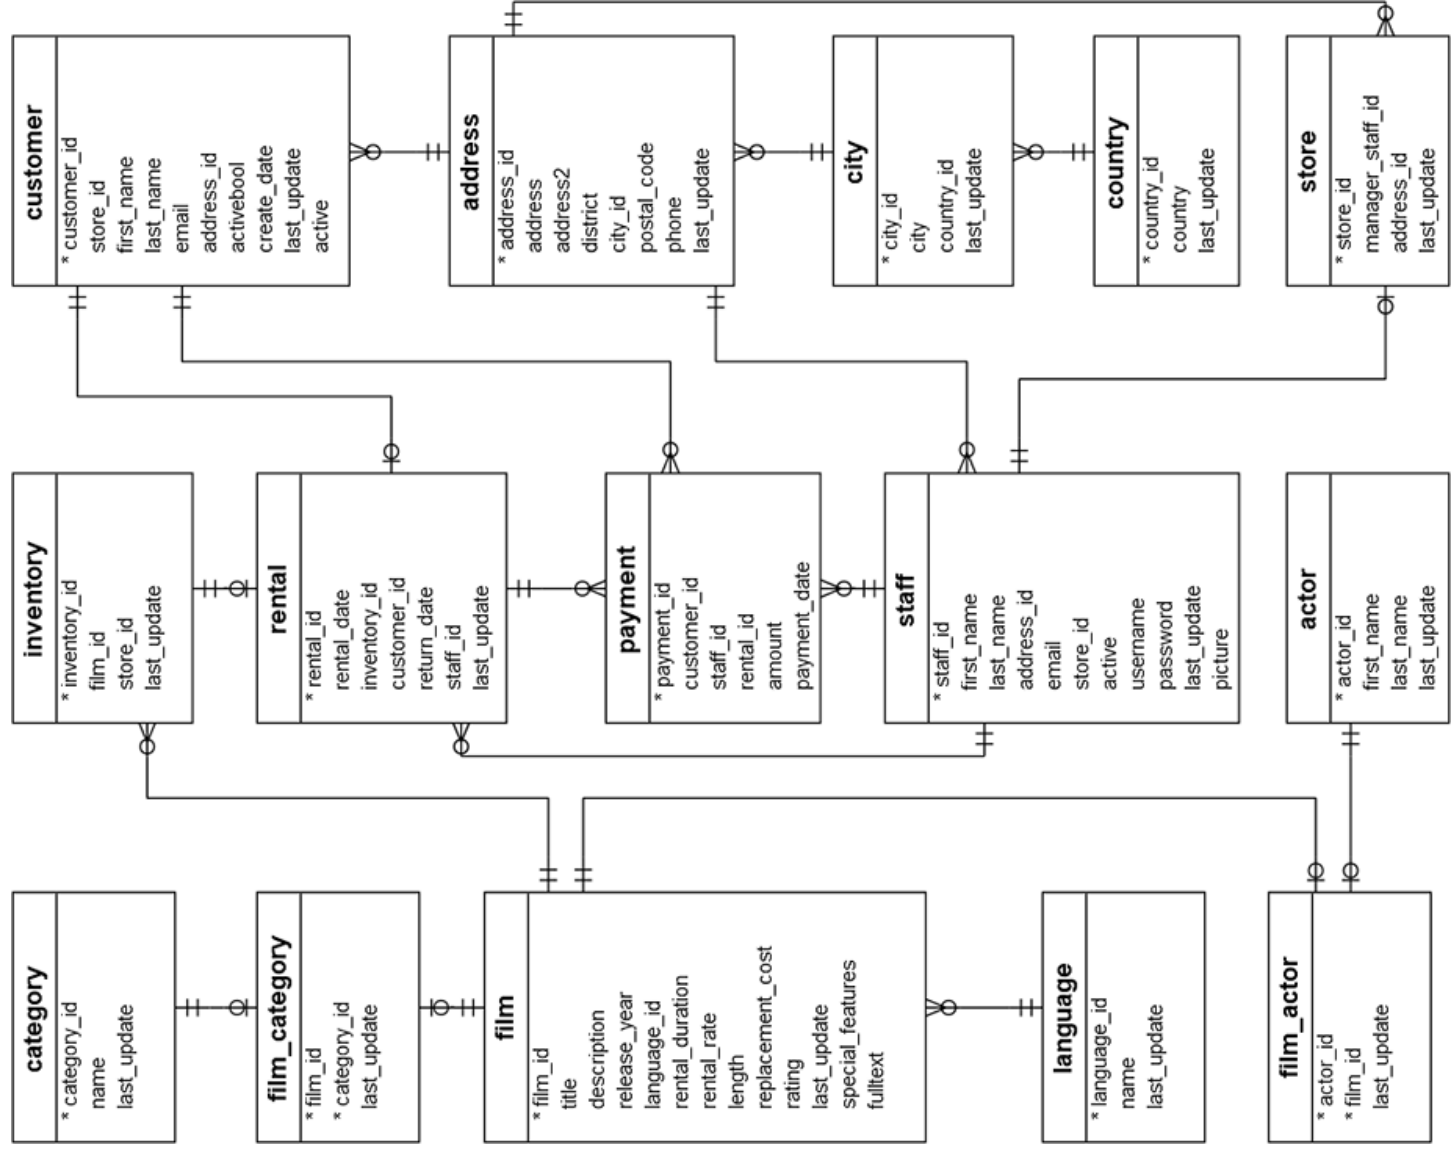 category
* category_id
name
last_update
film_category
* film_id
* category_id
last_update
film
* film_id
title
description
release_year
language_id
rental_duration
rental_rate
length
replacement_cost
rating
last_update
special_features
fulltext
language
* language_id
name
last_update
film_actor
* actor_id
* film_id
last_update
inventory
* inventory_id
film_id
store_id
last_update
rental
* rental_id
rental_date
inventory_id
customer_id
return_date
staff_id
last_update
payment
* payment_id
customer_id
staff_id
rental_id
amount
payment_date
staff
* staff_id
first_name
last_name
address_id
email
store_id
active
username
password
last_update
picture
actor
* actor_id
first_name
last_name
last_update
customer
* customer_id
store_id
first_name
last_name
email
address_id
activebool
create_date
last_update
active
address
* address_id
address
address2
district
city_id
postal_code
phone
last_update
city
* city_id
city
country_id
last_update
country
* country_id
country
last_update
store
* store_id
manager_staff_id
address_id
last_update